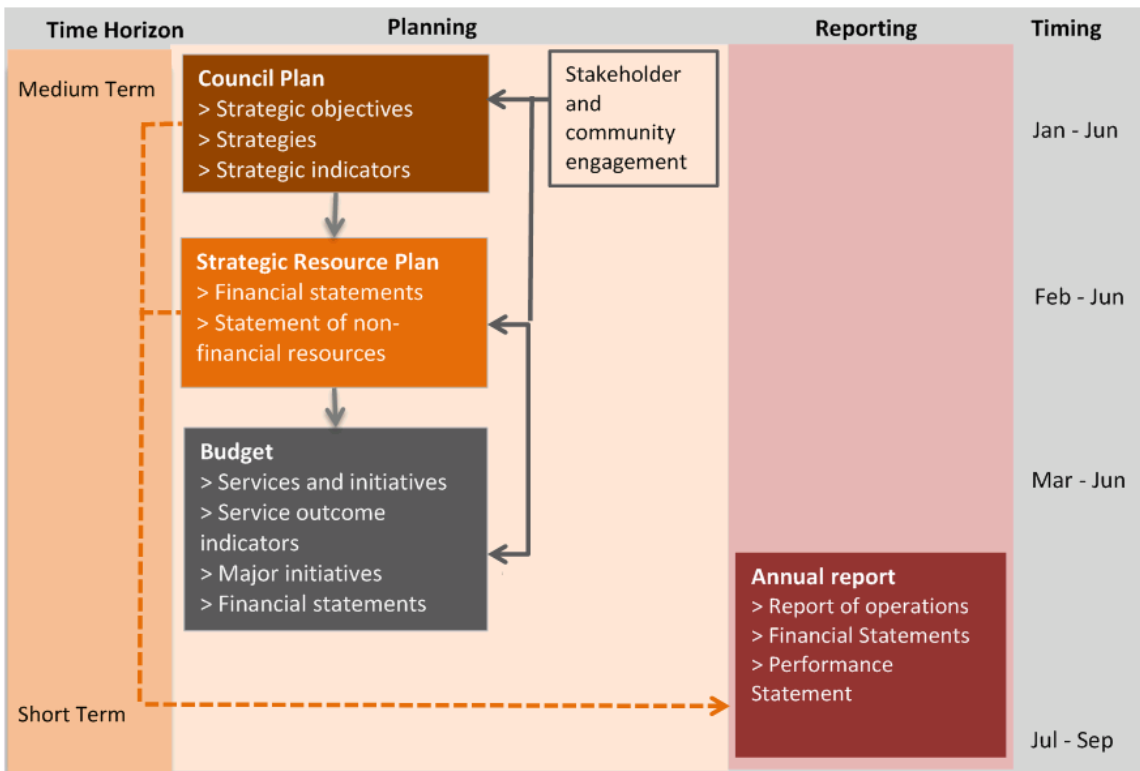 Time Horizon
Planning
Reporting
Timing
Medium Term
Council Plan
> Strategic objectives
> Strategies
> Strategic indicators
Stakeholder
and
community
engagement
Jan - Jun
Strategic Resource Plan
> Financial statements
> Statement of non-
financial resources
Feb - Jun
Budget
> Services and initiatives
> Service outcome
indicators
> Major initiatives
> Financial statements
Mar - Jun
Annual report
> Report of operations
> Financial Statements
> Performance
Statement
Short Term
Jul - Sep